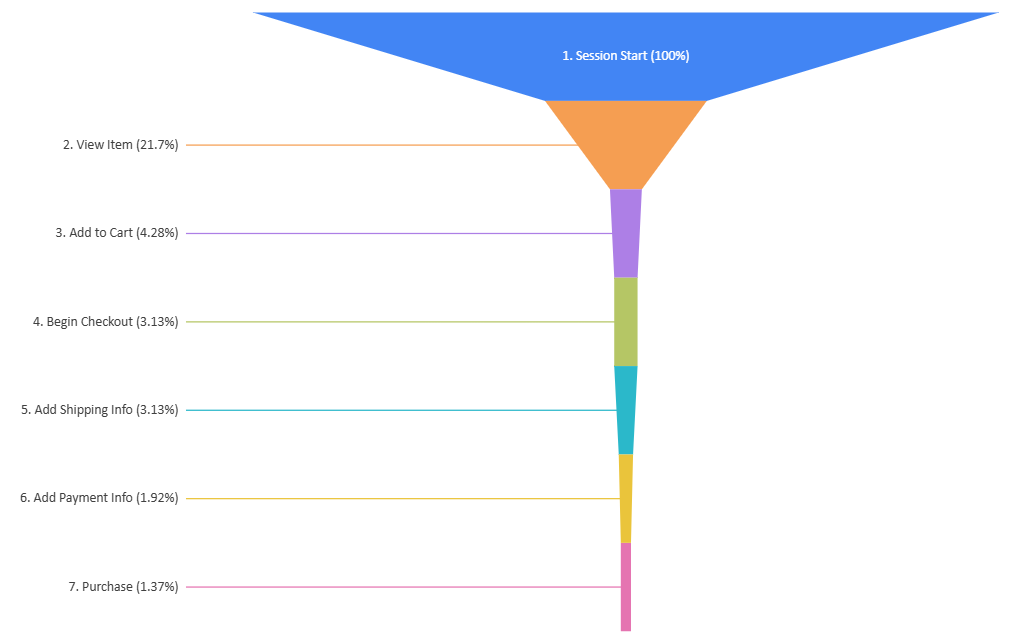 1. Session Start (100%)
2. View Item (21.7%)
3. Add to Cart (4.28%)
4. Begin Checkout (3.13%)
5. Add Shipping Info (3.13%)
6. Add Payment Info (1.92%)
7. Purchase (1.37%)